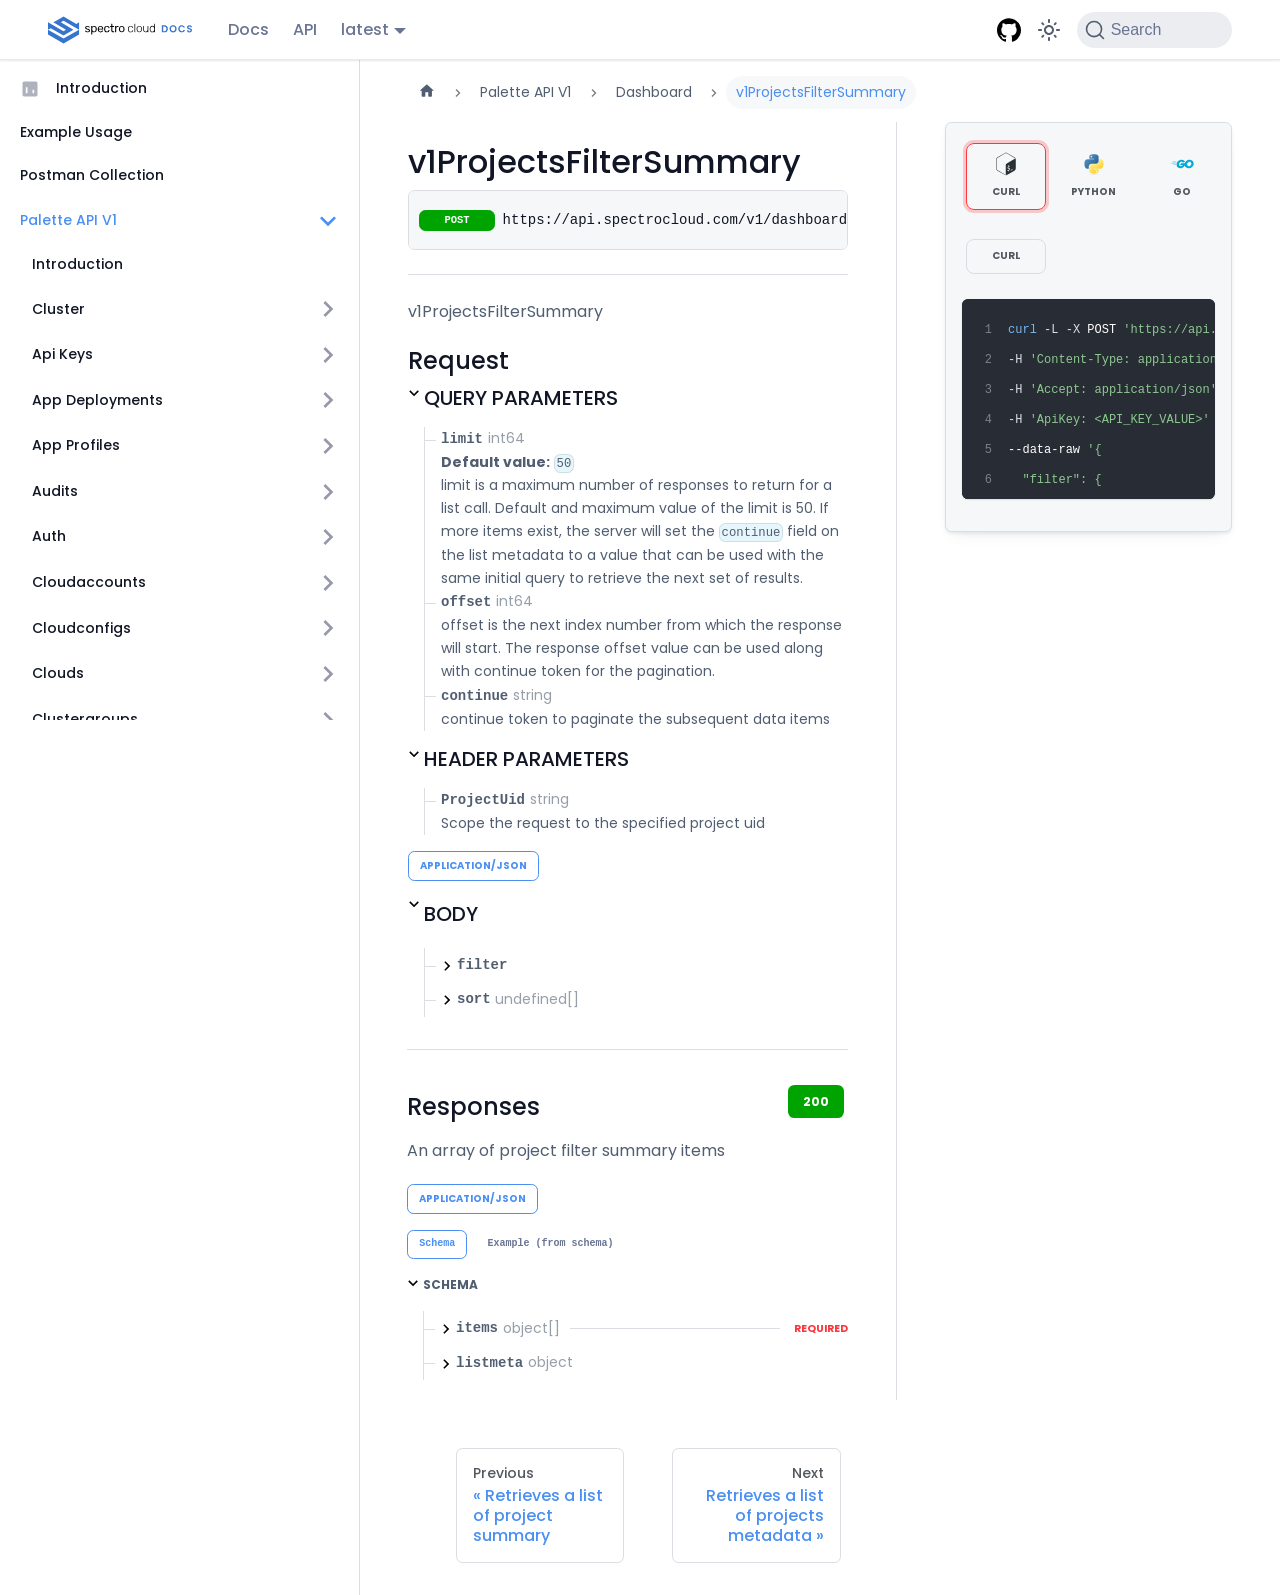 spectro cloud DOCS
Docs
API
latest
Search
Introduction
Example Usage
Postman Collection
Palette API V1
Introduction
Cluster
Api Keys
App Deployments
App Profiles
Audits
Auth
Cloudaccounts
Cloudconfigs
Clouds
Clustergroups
Palette API V1
Dashboard
v1ProjectsFilterSummary
v1ProjectsFilterSummary
POST https://api.spectrocloud.com/v1/dashboard
v1ProjectsFilterSummary
Request
QUERY PARAMETERS
limit int64
Default value: 50
limit is a maximum number of responses to return for a
list call. Default and maximum value of the limit is 50. If
more items exist, the server will set the continue field on
the list metadata to a value that can be used with the
same initial query to retrieve the next set of results.
offset int64
offset is the next index number from which the response
will start. The response offset value can be used along
with continue token for the pagination.
continue string
continue token to paginate the subsequent data items
HEADER PARAMETERS
ProjectUid string
Scope the request to the specified project uid
APPLICATION/JSON
BODY
filter
sort undefined[]
Responses
200
An array of project filter summary items
APPLICATION/JSON
Schema
Example (from schema)
SCHEMA
items object[] REQUIRED
listmeta object
Previous
« Retrieves a list
of project
summary
Next
Retrieves a list
of projects
metadata »
CURL
PYTHON
GO
GO
CURL
1 curl -L -X POST 'https://api.
2 -H 'Content-Type: application
3 -H 'Accept: application/json'
4 -H 'ApiKey: <API_KEY_VALUE>'
5 --data-raw '{
6 "filter": {